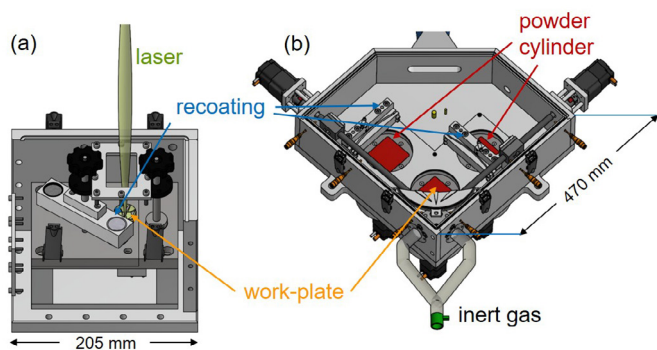 (a)
laser
recoating
work-plate
205 mm
(b)
powder
cylinder
470 mm
inert gas